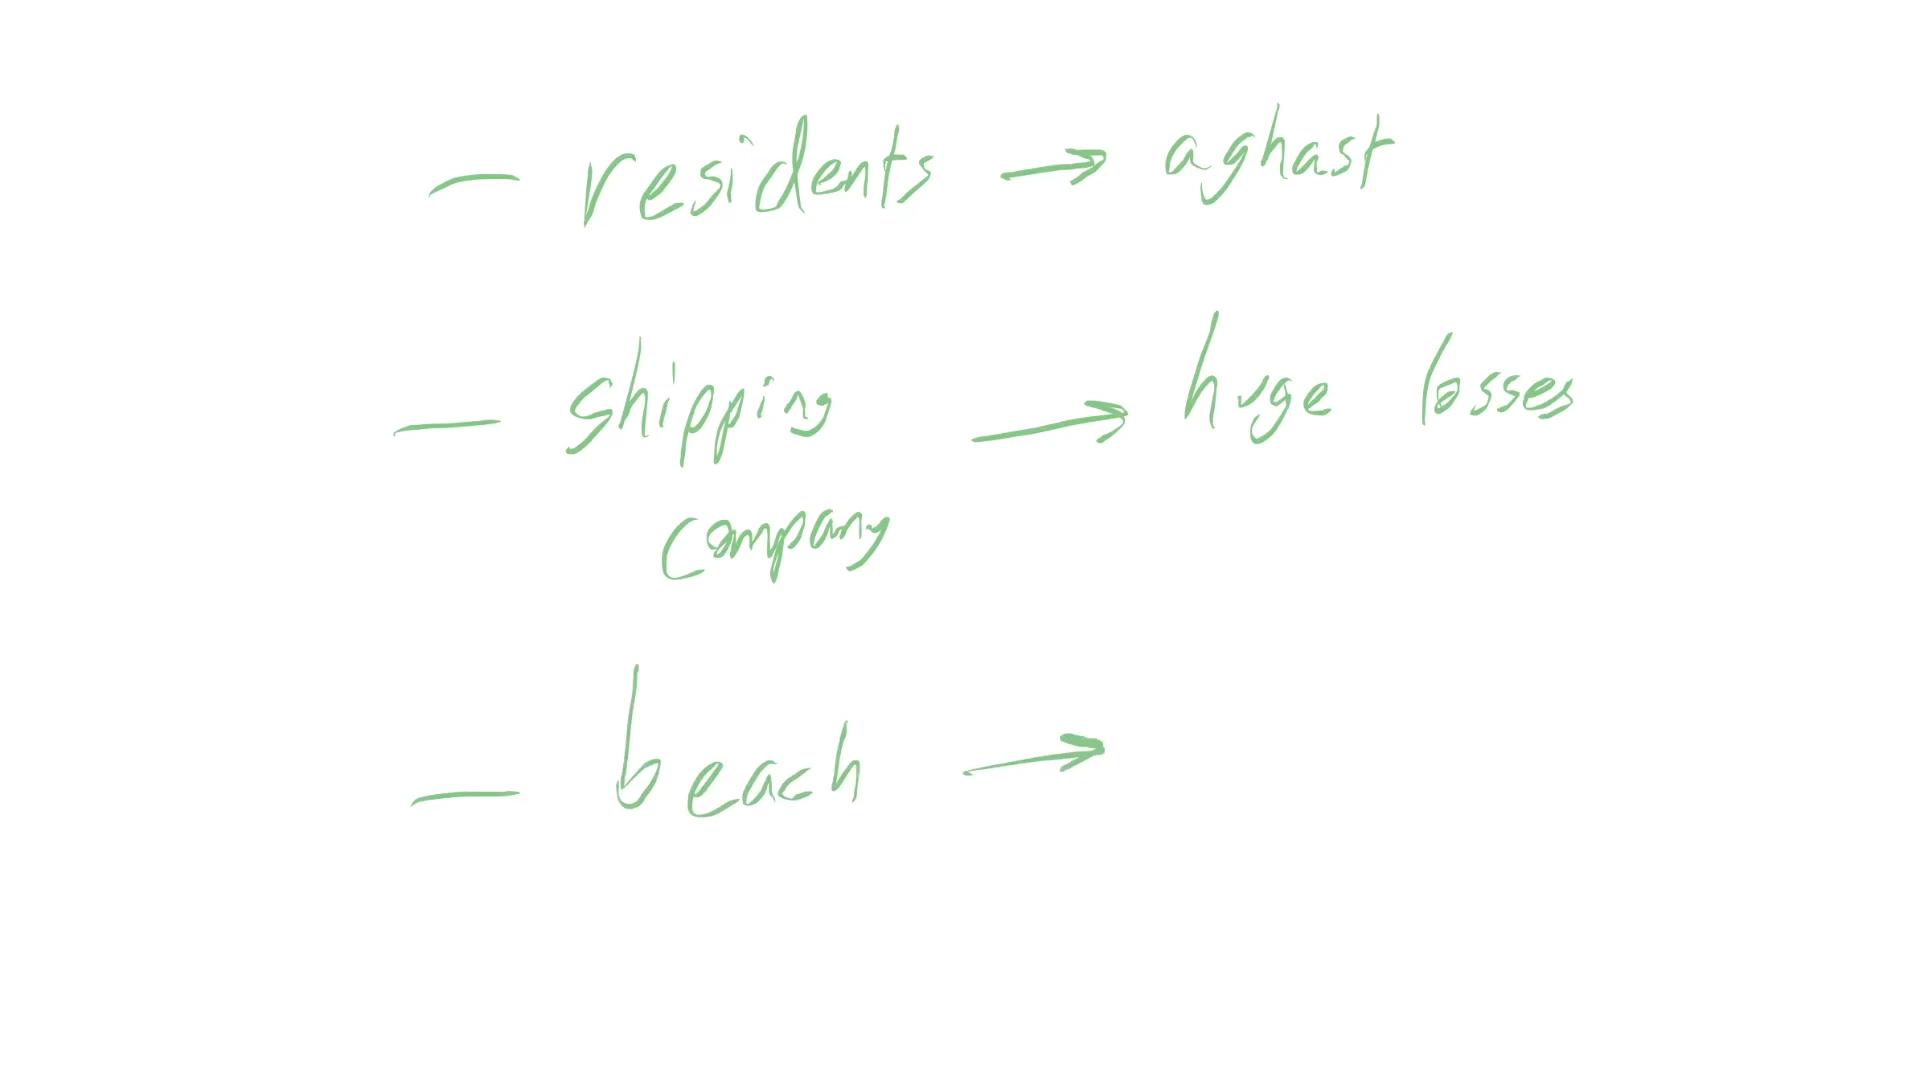 — residents → aghast
— shipping → huge losses
company
— beach →